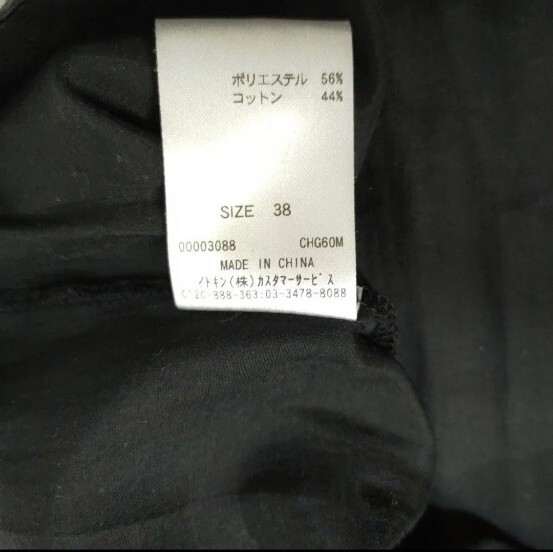 ポリエステル 56%
コットン 44%
SIZE 38
00003088 CHG60M
MADE IN CHINA
イトキン(株)カスタマーサービス
0120-888-363:03-3478-8088